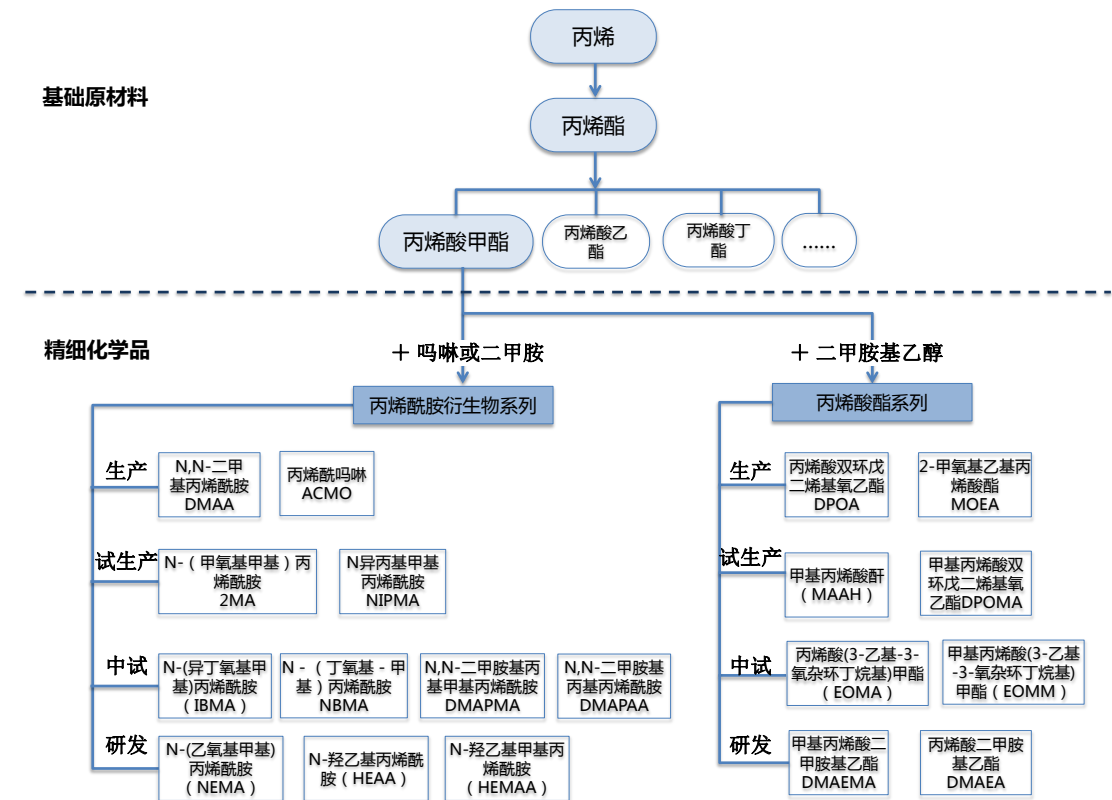 丙烯
基础原材料
丙烯酯
丙烯酸甲酯
丙烯酸乙
酯
丙烯酸丁
酯
......
精细化学品
＋ 吗啉或二甲胺
＋ 二甲胺基乙醇
丙烯酰胺衍生物系列
丙烯酸酯系列
生产
N,N-二甲
基丙烯酰胺
DMAA
丙烯酰吗啉
ACMO
试生产
N-（ 甲氧基甲基 ）丙
烯酰胺
2MA
N异丙基甲基
丙烯酰胺
NIPMA
中试
N-(异丁氧基甲
基)丙烯酰胺
（ IBMA ）
N -（ 丁氧基 - 甲
基 ）丙烯酰胺
NBMA
N,N-二甲胺基丙
基甲基丙烯酰胺
DMAPMA
N,N-二甲胺基
丙基丙烯酰胺
DMAPAA
研发
N-(乙氧基甲基)
丙烯酰胺
（ NEMA ）
N-羟乙基丙烯酰
胺（ HEAA ）
N-羟乙基甲基丙
烯酰胺
（ HEMAA ）
生产
丙烯酸双环戊
二烯基氧乙酯
DPOA
2-甲氧基乙基丙
烯酸酯
MOEA
试生产
甲基丙烯酸酐
（ MAAH ）
甲基丙烯酸双
环戊二烯基氧
乙酯DPOMA
中试
丙烯酸(3-乙基-3-
氧杂环丁烷基)甲酯
（ EOMA ）
甲基丙烯酸(3-乙基
-3-氧杂环丁烷基)
甲酯（ EOMM ）
研发
甲基丙烯酸二
甲胺基乙酯
DMAEMA
丙烯酸二甲胺
基乙酯
DMAEA